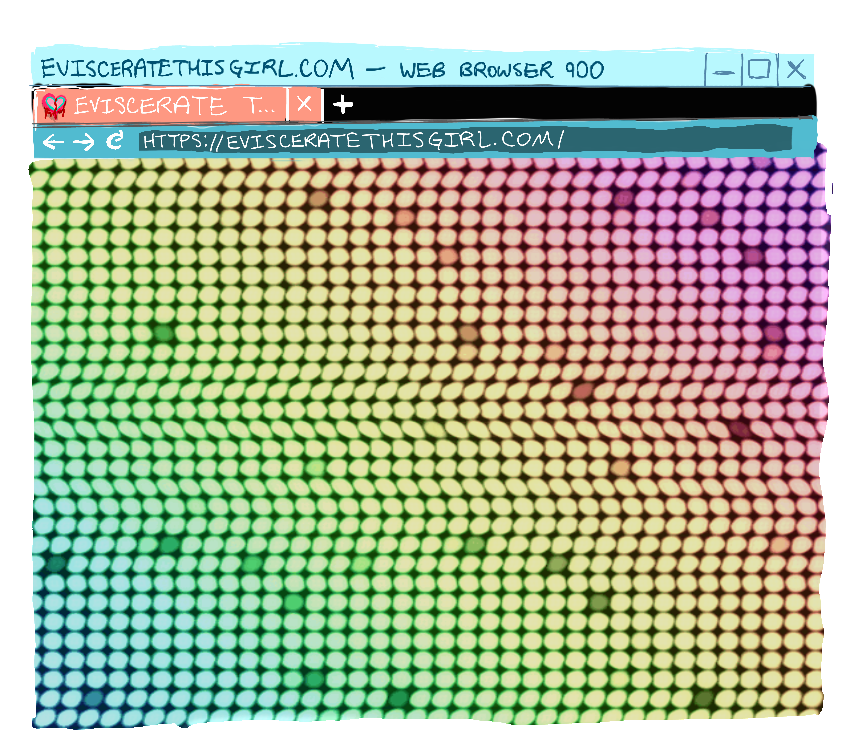 EVISCERATETHISGIRL.COM — WEB BROWSER 900
EVISCERATE T...
HTTPS://EVISCERATETHISGIRL.COM/